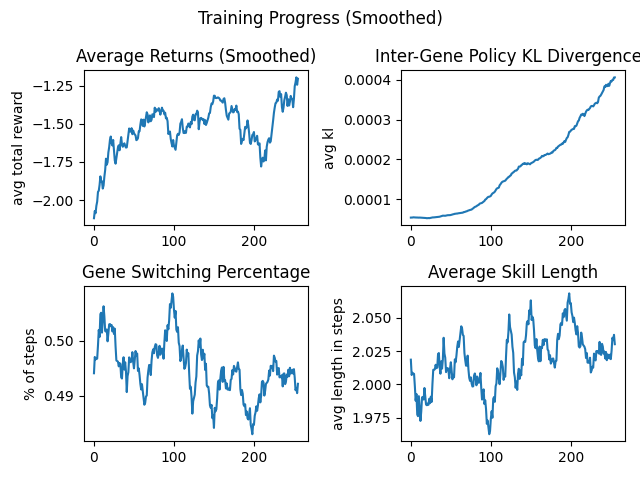 Training Progress (Smoothed)
Average Returns (Smoothed)
avg total reward
−1.25
−1.50
−1.75
−2.00
0
100
200
Inter-Gene Policy KL Divergence
avg kl
0.0004
0.0003
0.0002
0.0001
0
100
200
Gene Switching Percentage
% of steps
0.50
0.49
0
100
200
Average Skill Length
avg length in steps
2.050
2.025
2.000
1.975
0
100
200